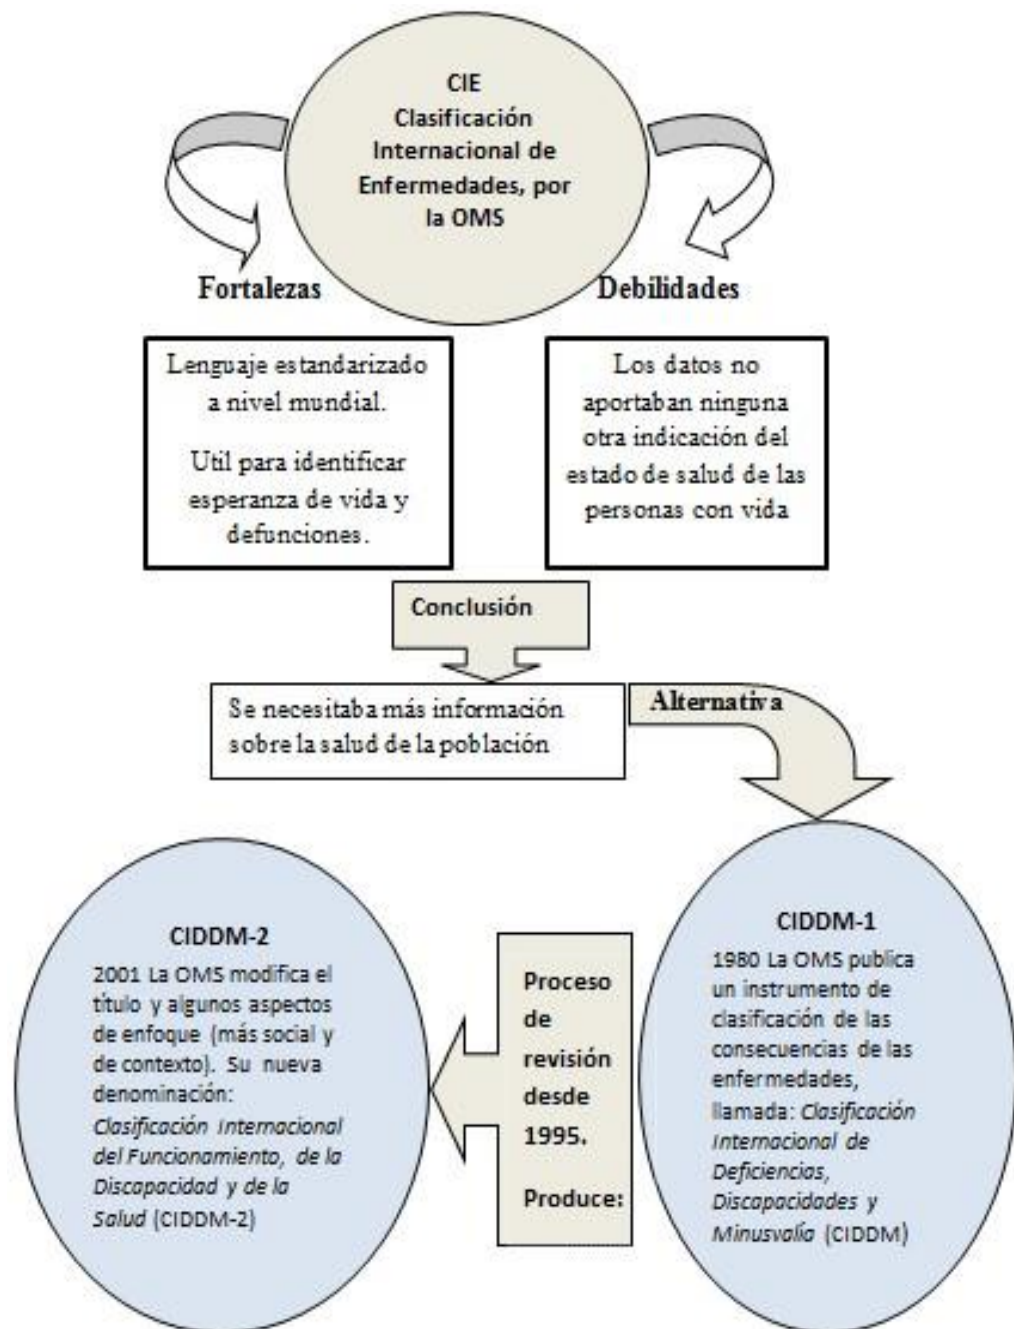 CIE
Clasificación
Internacional de
Enfermedades, por
la OMS
Fortalezas
Debilidades
Lenguaje estandarizado
a nivel mundial.
Util para identificar
esperanza de vida y
defunciones.
Los datos no
aportaban ninguna
otra indicación del
estado de salud de las
personas con vida
Conclusión
Se necesitaba más información
sobre la salud de la población
Alternativa
CIDDM-1
1980 La OMS publica
un instrumento de
clasificación de las
consecuencias de las
enfermedades,
llamada: Clasificación
Internacional de
Deficiencias,
Discapacidades y
Minusvalía (CIDDM)
Proceso
de
revisión
desde
1995.
Produce:
CIDDM-2
2001 La OMS modifica el
título y algunos aspectos
de enfoque (más social y
de contexto). Su nueva
denominación:
Clasificación Internacional
del Funcionamiento, de la
Discapacidad y de la
Salud (CIDDM-2)